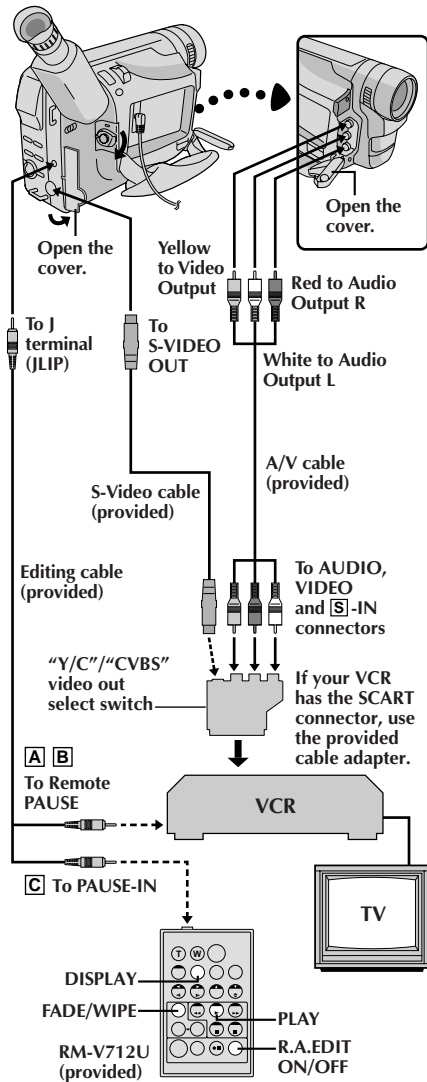 Open the
cover.
Open the
cover.
Yellow
to Video
Output
Red to Audio
Output R
White to Audio
Output L
To J
terminal
(JLIP)
To
S-VIDEO
OUT
A/V cable
(provided)
S-Video cable
(provided)
Editing cable
(provided)
To AUDIO,
VIDEO
and S -IN
connectors
"Y/C"/"CVBS"
video out
select switch
If your VCR
has the SCART
connector, use
the provided
cable adapter.
A B
To Remote
PAUSE
VCR
C To PAUSE-IN
TV
T W
DISPLAY
FADE/WIPE
PLAY
RM-V712U
(provided)
R.A.EDIT
ON/OFF